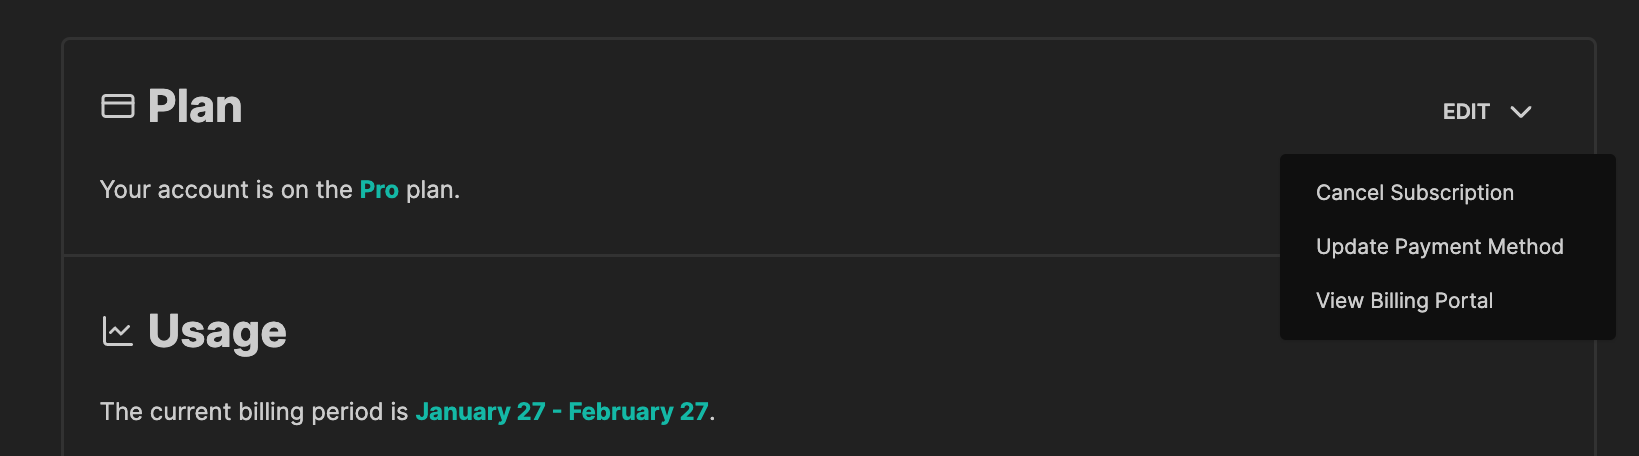 Plan
EDIT
Your account is on the Pro plan.
Cancel Subscription
Update Payment Method
View Billing Portal
Usage
The current billing period is January 27 - February 27.